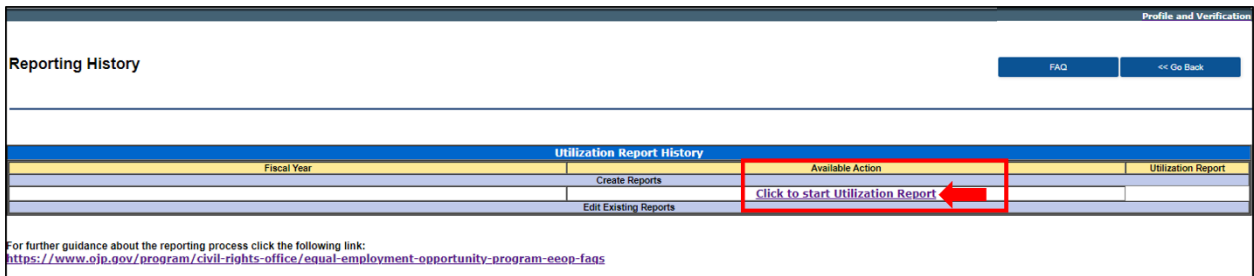 Profile and Verification
Reporting History
FAQ
<< Go Back
Utilization Report History
Fiscal Year
Available Action
Utilization Report
Create Reports
Click to start Utilization Report
Edit Existing Reports
For further guidance about the reporting process click the following link:
https://www.ojp.gov/program/civil-rights-office/equal-employment-opportunity-program-eeop-faqs